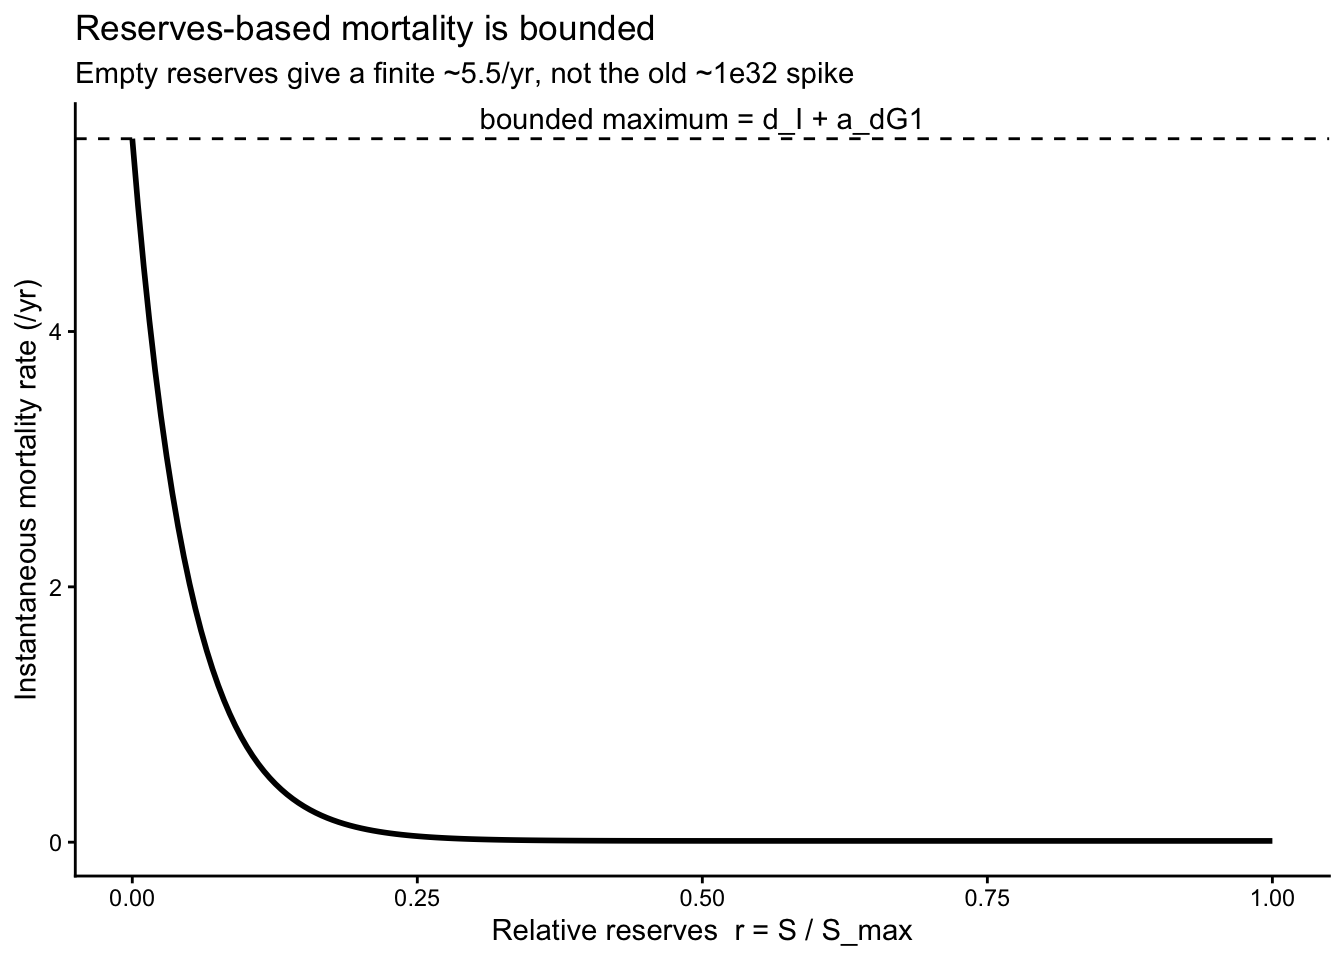 Reserves-based mortality is bounded
Empty reserves give a finite ~5.5/yr, not the old ~1e32 spike
bounded maximum = d_I + a_dG1
Instantaneous mortality rate (/yr)
4
2
0
0.00
0.25
0.50
0.75
1.00
Relative reserves  r = S / S_max